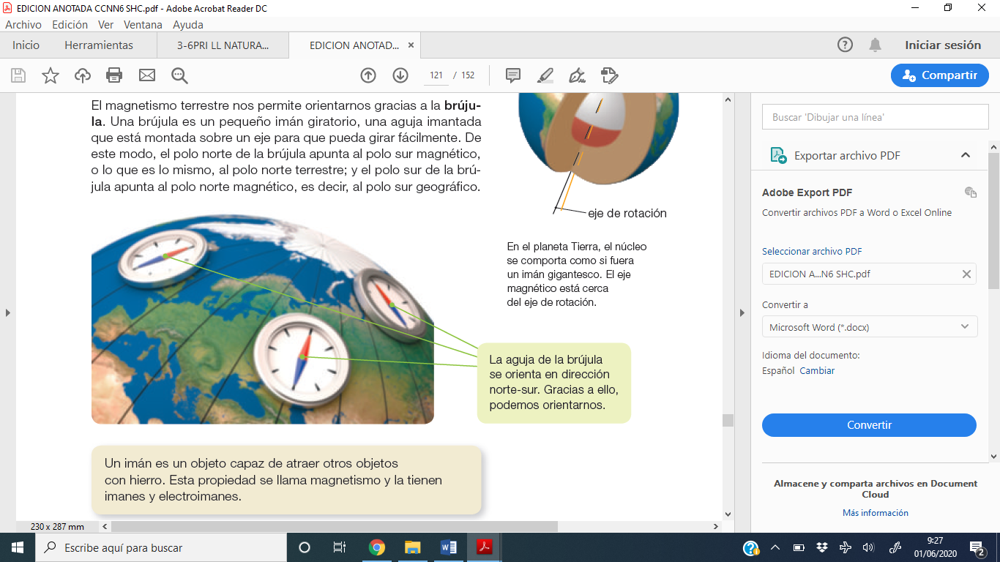 EDICION ANOTADA CCNN6 SHC.pdf - Adobe Acrobat Reader DC
Archivo Edición Ver Ventana Ayuda
Inicio Herramientas 3-6PRI LL NATURA... EDICION ANOTAD... × Iniciar sesión
121 / 152 Compartir
El magnetismo terrestre nos permite orientarnos gracias a la brúju-
la. Una brújula es un pequeño imán giratorio, una aguja imantada
que está montada sobre un eje para que pueda girar fácilmente. De
este modo, el polo norte de la brújula apunta al polo sur magnético,
o lo que es lo mismo, al polo norte terrestre; y el polo sur de la brú-
jula apunta al polo norte magnético, es decir, al polo sur geográfico.
eje de rotación
En el planeta Tierra, el núcleo
se comporta como si fuera
un imán gigantesco. El eje
magnético está cerca
del eje de rotación.
La aguja de la brújula
se orienta en dirección
norte-sur. Gracias a ello,
podemos orientarnos.
Un imán es un objeto capaz de atraer otros objetos
con hierro. Esta propiedad se llama magnetismo y la tienen
imanes y electroimanes.
230 x 287 mm
Buscar 'Dibujar una línea'
Exportar archivo PDF
Adobe Export PDF
Convertir archivos PDF a Word o Excel Online
Seleccionar archivo PDF
EDICION A...N6 SHC.pdf
Convertir a
Microsoft Word (*.docx)
Idioma del documento:
Español Cambiar
Convertir
Almacene y comparta archivos en Document
Cloud
Más información
Escribe aquí para buscar
9:27
01/06/2020
2